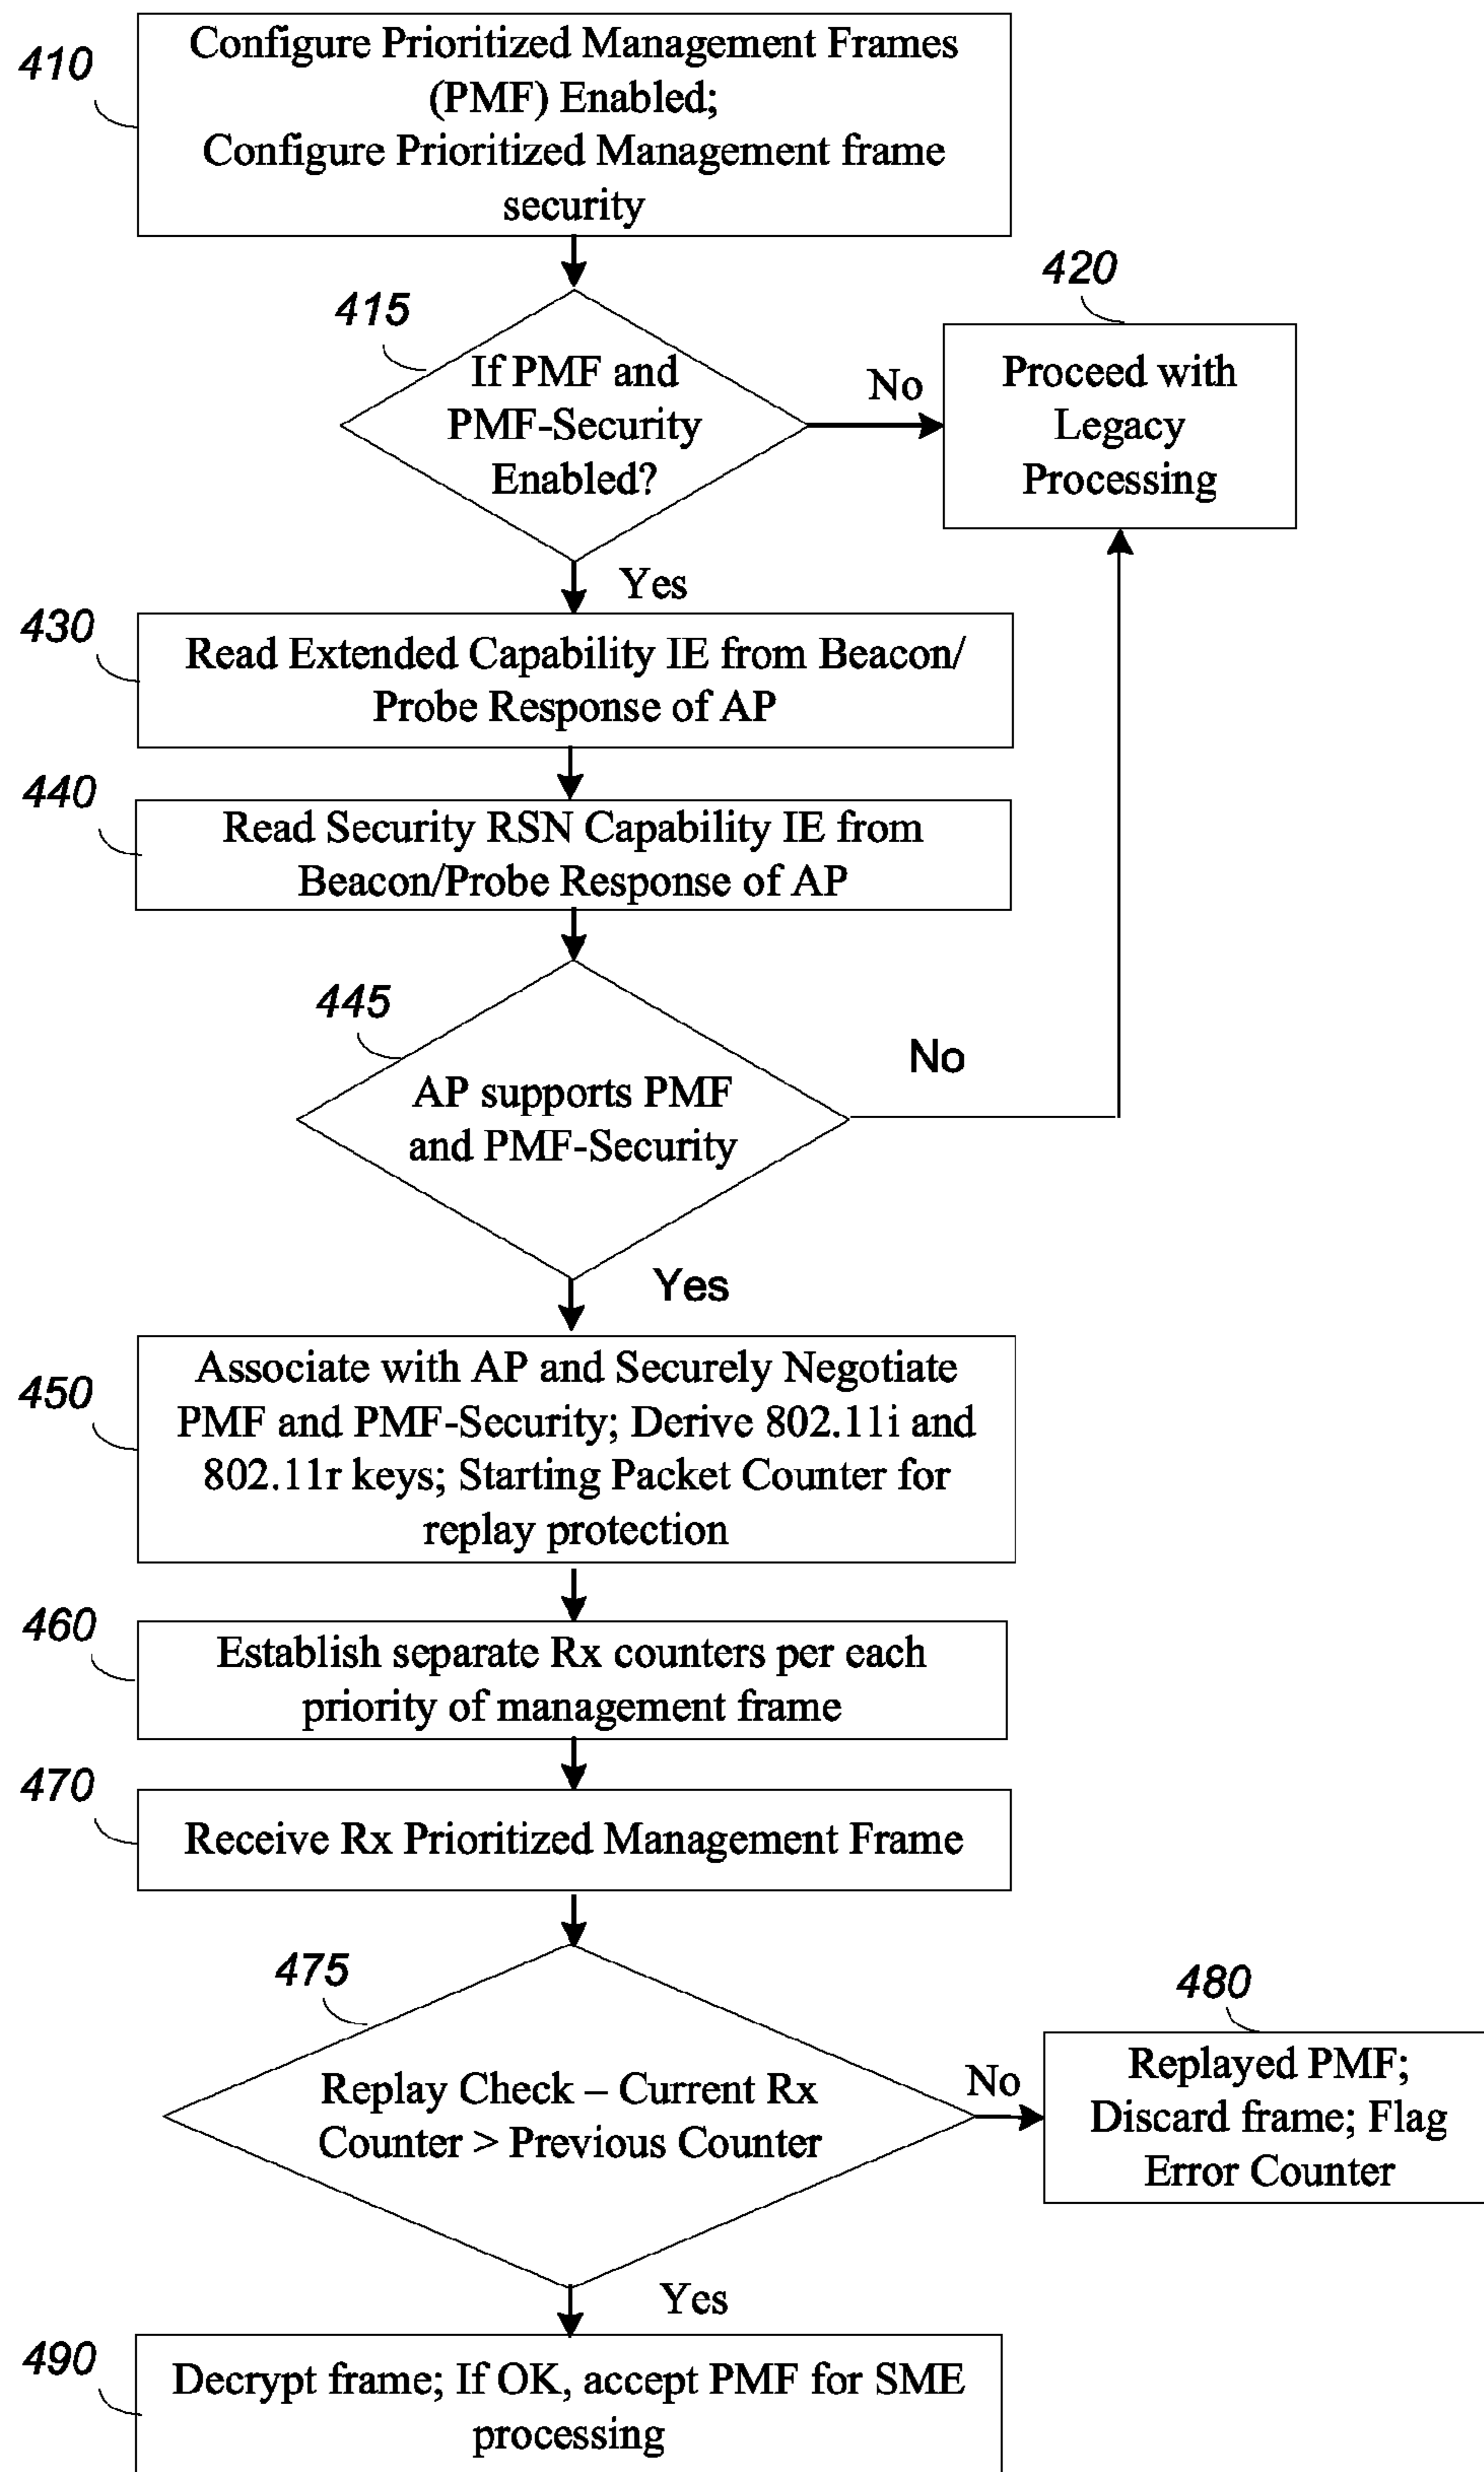 410
Configure Prioritized Management Frames
(PMF) Enabled;
Configure Prioritized Management frame
security
415
If PMF and
PMF-Security
Enabled?
No
420
Proceed with
Legacy
Processing
Yes
430
Read Extended Capability IE from Beacon/
Probe Response of AP
440
Read Security RSN Capability IE from
Beacon/Probe Response of AP
445
AP supports PMF
and PMF-Security
No
Yes
450
Associate with AP and Securely Negotiate
PMF and PMF-Security; Derive 802.11i and
802.11r keys; Starting Packet Counter for
replay protection
460
Establish separate Rx counters per each
priority of management frame
470
Receive Rx Prioritized Management Frame
475
Replay Check – Current Rx
Counter > Previous Counter
No
480
Replayed PMF;
Discard frame; Flag
Error Counter
Yes
490
Decrypt frame; If OK, accept PMF for SME
processing